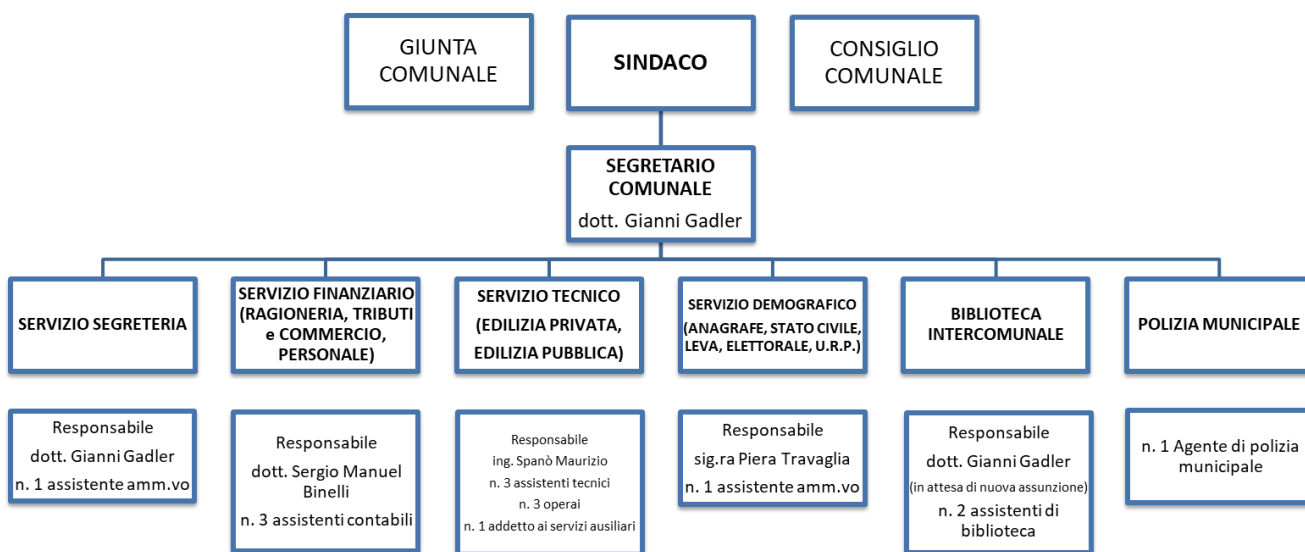 GIUNTA
COMUNALE
SINDACO
CONSIGLIO
COMUNALE
SEGRETARIO
COMUNALE
dott. Gianni Gadler
SERVIZIO SEGRETERIA
SERVIZIO FINANZIARIO
(RAGIONERIA, TRIBUTI
e COMMERCIO,
PERSONALE)
SERVIZIO TECNICO
(EDILIZIA PRIVATA,
EDILIZIA PUBBLICA)
SERVIZIO DEMOGRAFICO
(ANAGRAFE, STATO CIVILE,
LEVA, ELETTORALE, U.R.P.)
BIBLIOTECA
INTERCOMUNALE
POLIZIA MUNICIPALE
Responsabile
dott. Gianni Gadler
n. 1 assistente amm.vo
Responsabile
dott. Sergio Manuel
Binelli
n. 3 assistenti contabili
Responsabile
ing. Spanò Maurizio
n. 3 assistenti tecnici
n. 3 operai
n. 1 addetto ai servizi ausiliari
Responsabile
sig.ra Piera Travaglia
n. 1 assistente amm.vo
Responsabile
dott. Gianni Gadler
(in attesa di nuova assunzione)
n. 2 assistenti di
biblioteca
n. 1 Agente di polizia
municipale